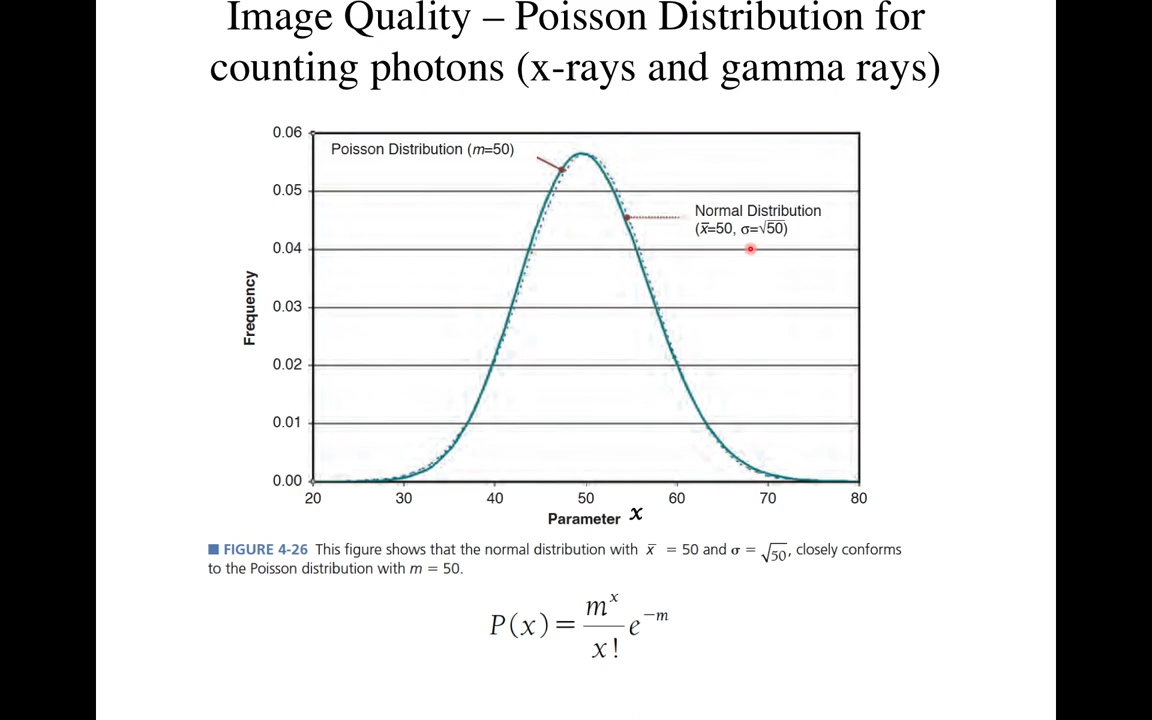 Image Quality – Poisson Distribution for
counting photons (x-rays and gamma rays)
0.06
Poisson Distribution (m=50)
0.05
Normal Distribution
(x̅=50, σ=√50)
0.04
0.03
Frequency
0.02
0.01
0.00
20 30 40 50 60 70 80
Parameter x
FIGURE 4-26 This figure shows that the normal distribution with x̅ = 50 and σ = √50, closely conforms
to the Poisson distribution with m = 50.
P(x) = m^x / x! e^−m